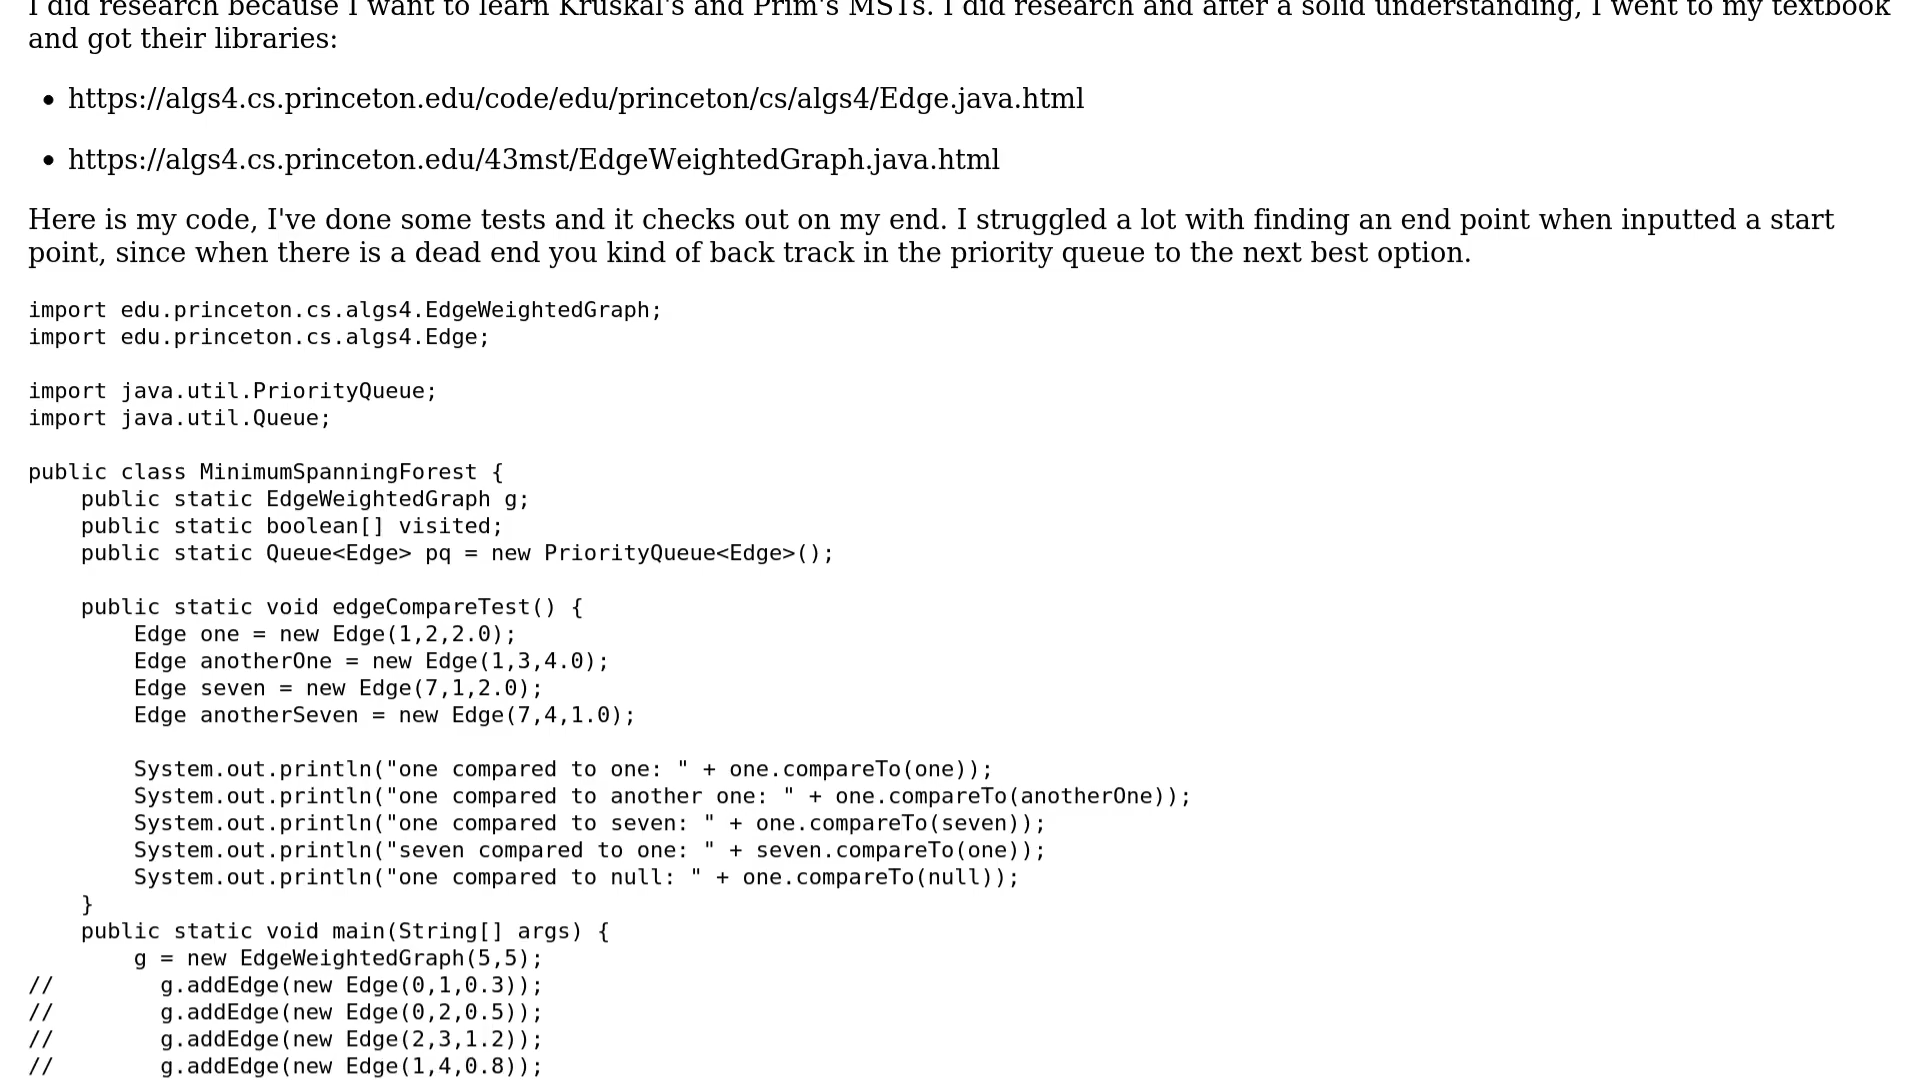 I did research because I want to learn Kruskal's and Prim's MSTs. I did research and after a solid understanding, I went to my textbook
and got their libraries:
• https://algs4.cs.princeton.edu/code/edu/princeton/cs/algs4/Edge.java.html
• https://algs4.cs.princeton.edu/43mst/EdgeWeightedGraph.java.html
Here is my code, I've done some tests and it checks out on my end. I struggled a lot with finding an end point when inputted a start
point, since when there is a dead end you kind of back track in the priority queue to the next best option.
import edu.princeton.cs.algs4.EdgeWeightedGraph;
import edu.princeton.cs.algs4.Edge;

import java.util.PriorityQueue;
import java.util.Queue;

public class MinimumSpanningForest {
    public static EdgeWeightedGraph g;
    public static boolean[] visited;
    public static Queue<Edge> pq = new PriorityQueue<Edge>();

    public static void edgeCompareTest() {
        Edge one = new Edge(1,2,2.0);
        Edge anotherOne = new Edge(1,3,4.0);
        Edge seven = new Edge(7,1,2.0);
        Edge anotherSeven = new Edge(7,4,1.0);

        System.out.println("one compared to one: " + one.compareTo(one));
        System.out.println("one compared to another one: " + one.compareTo(anotherOne));
        System.out.println("one compared to seven: " + one.compareTo(seven));
        System.out.println("seven compared to one: " + seven.compareTo(one));
        System.out.println("one compared to null: " + one.compareTo(null));
    }
    public static void main(String[] args) {
        g = new EdgeWeightedGraph(5,5);
//        g.addEdge(new Edge(0,1,0.3));
//        g.addEdge(new Edge(0,2,0.5));
//        g.addEdge(new Edge(2,3,1.2));
//        g.addEdge(new Edge(1,4,0.8));